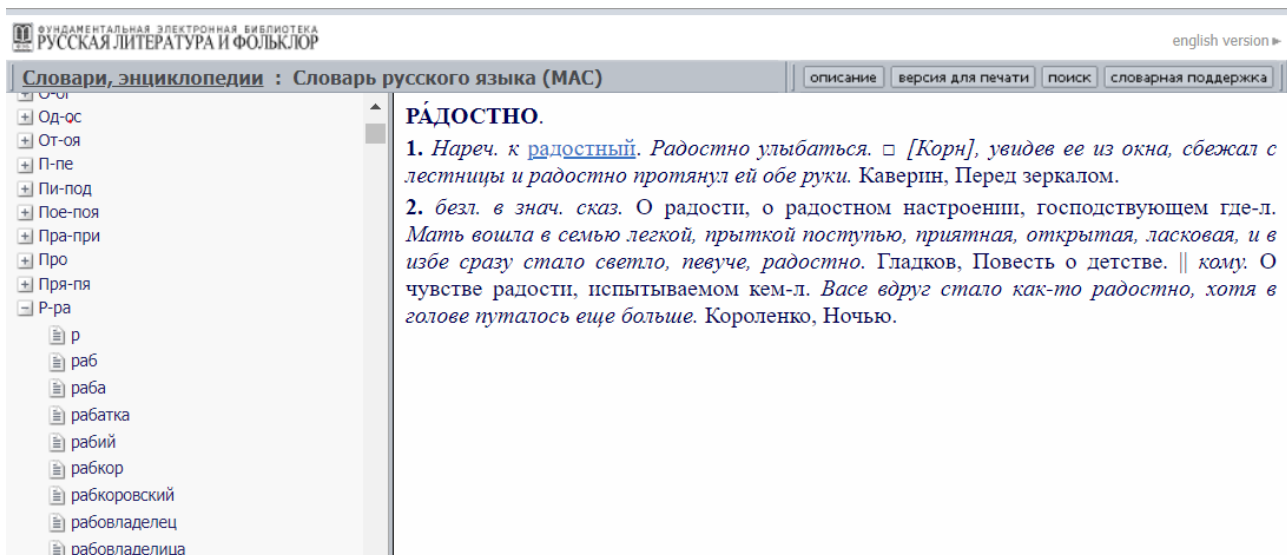 ФУНДАМЕНТАЛЬНАЯ ЭЛЕКТРОННАЯ БИБЛИОТЕКА
РУССКАЯ ЛИТЕРАТУРА И ФОЛЬКЛОР
english version
Словари, энциклопедии : Словарь русского языка (МАС)
описание версия для печати поиск словарная поддержка
О-ог
Од-ос
От-оя
П-пе
Пи-под
Пое-поя
Пра-при
Про
Пря-пя
Р-ра
р
раб
раба
рабатка
рабий
рабкор
рабкоровский
рабовладелец
рабовладелица
РА́ДОСТНО.
1. Нареч. к радостный. Радостно улыбаться. □ [Корн], увидев ее из окна, сбежал с
лестницы и радостно протянул ей обе руки. Каверин, Перед зеркалом.
2. безл. в знач. сказ. О радости, о радостном настроении, господствующем где-л.
Мать вошла в семью легкой, прыткой поступью, приятная, открытая, ласковая, и в
избе сразу стало светло, певуче, радостно. Гладков, Повесть о детстве. || кому. О
чувстве радости, испытываемом кем-л. Васе вдруг стало как-то радостно, хотя в
голове путалось еще больше. Короленко, Ночью.